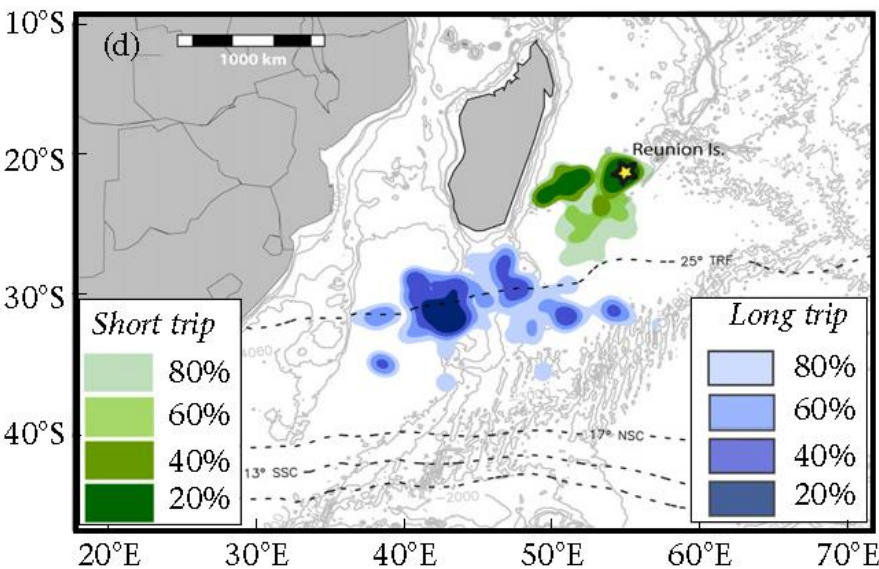 10°S
(d)
1000 km
20°S
Reunion Is.
25° TRF
30°S
Short trip
80%
60%
40%
20%
Long trip
80%
60%
40%
20%
40°S
17° NSC
13° SSC
-2000
20°E
30°E
40°E
50°E
60°E
70°E